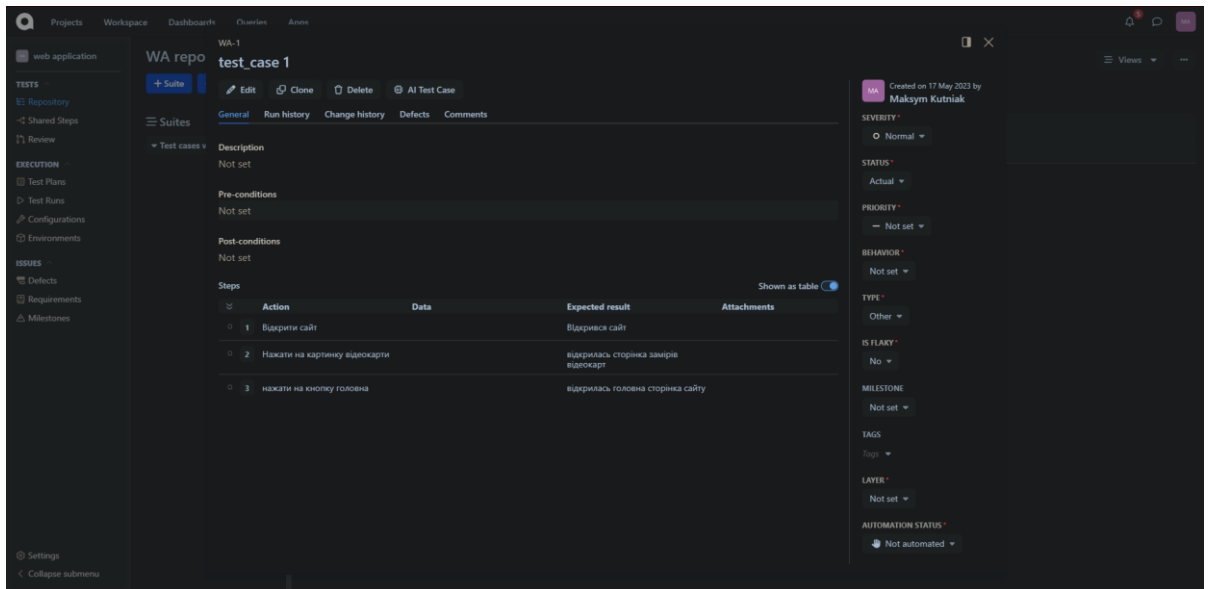 Projects Workspace Dashboards Queries Apps
5
MA
web application
TESTS
Repository
Shared Steps
Review
EXECUTION
Test Plans
Test Runs
Configurations
Environments
ISSUES
Defects
Requirements
Milestones
Settings
Collapse submenu
WA repo
+ Suite
Suites
Test cases
Views
WA-1
test_case 1
Edit Clone Delete AI Test Case
General Run history Change history Defects Comments
Description
Not set
Pre-conditions
Not set
Post-conditions
Not set
Steps Shown as table
Action Data Expected result Attachments
1 Відкрити сайт Відкрився сайт
2 Нажати на картинку відеокарти відкрилась сторінка замірів
відеокарт
3 нажати на кнопку головна відкрилась головна сторінка сайту
MA
Created on 17 May 2023 by
Maksym Kutniak
SEVERITY*
Normal
STATUS*
Actual
PRIORITY*
Not set
BEHAVIOR*
Not set
TYPE*
Other
IS FLAKY*
No
MILESTONE
Not set
TAGS
Tags
LAYER*
Not set
AUTOMATION STATUS*
Not automated